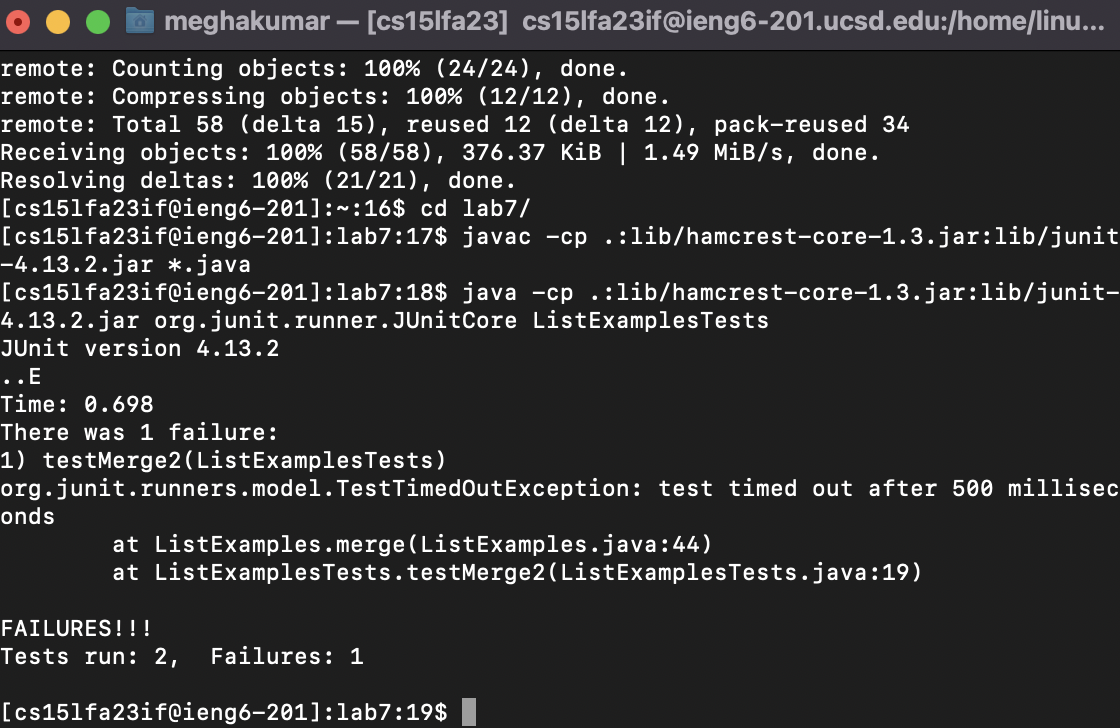 meghakumar — [cs15lfa23] cs15lfa23if@ieng6-201.ucsd.edu:/home/linu...
remote: Counting objects: 100% (24/24), done.
remote: Compressing objects: 100% (12/12), done.
remote: Total 58 (delta 15), reused 12 (delta 12), pack-reused 34
Receiving objects: 100% (58/58), 376.37 KiB | 1.49 MiB/s, done.
Resolving deltas: 100% (21/21), done.
[cs15lfa23if@ieng6-201]:~:16$ cd lab7/
[cs15lfa23if@ieng6-201]:lab7:17$ javac -cp .:lib/hamcrest-core-1.3.jar:lib/junit
-4.13.2.jar *.java
[cs15lfa23if@ieng6-201]:lab7:18$ java -cp .:lib/hamcrest-core-1.3.jar:lib/junit-
4.13.2.jar org.junit.runner.JUnitCore ListExamplesTests
JUnit version 4.13.2
..E
Time: 0.698
There was 1 failure:
1) testMerge2(ListExamplesTests)
org.junit.runners.model.TestTimedOutException: test timed out after 500 millisec
onds
        at ListExamples.merge(ListExamples.java:44)
        at ListExamplesTests.testMerge2(ListExamplesTests.java:19)
FAILURES!!!
Tests run: 2,  Failures: 1
[cs15lfa23if@ieng6-201]:lab7:19$